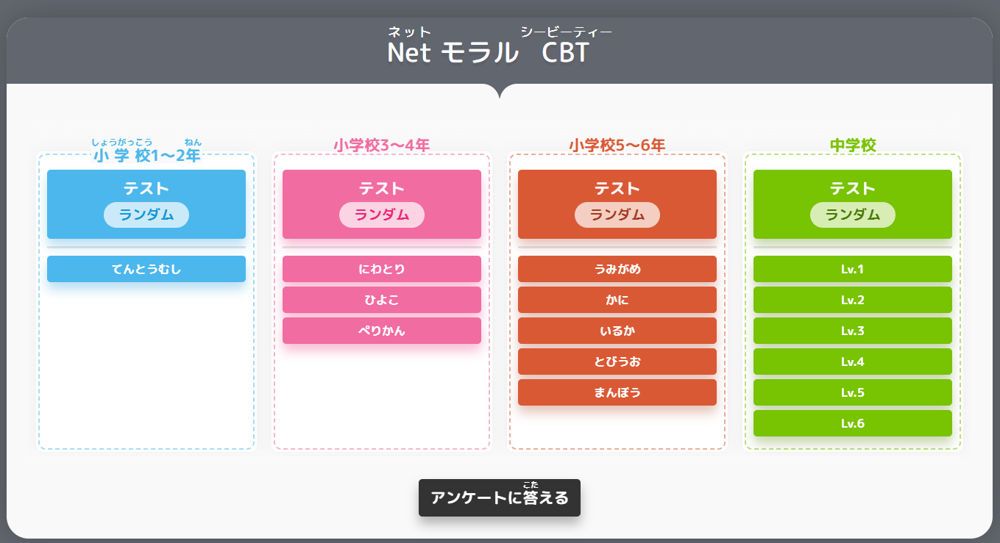 ネット シービーティー
Net モラル CBT
しょうがっこう ねん
小学校1～2年
テスト
ランダム
てんとうむし
小学校3～4年
テスト
ランダム
にわとり
ひよこ
ぺりかん
小学校5～6年
テスト
ランダム
うみがめ
かに
いるか
とびうお
まんぼう
中学校
テスト
ランダム
Lv.1
Lv.2
Lv.3
Lv.4
Lv.5
Lv.6
こた
アンケートに答える